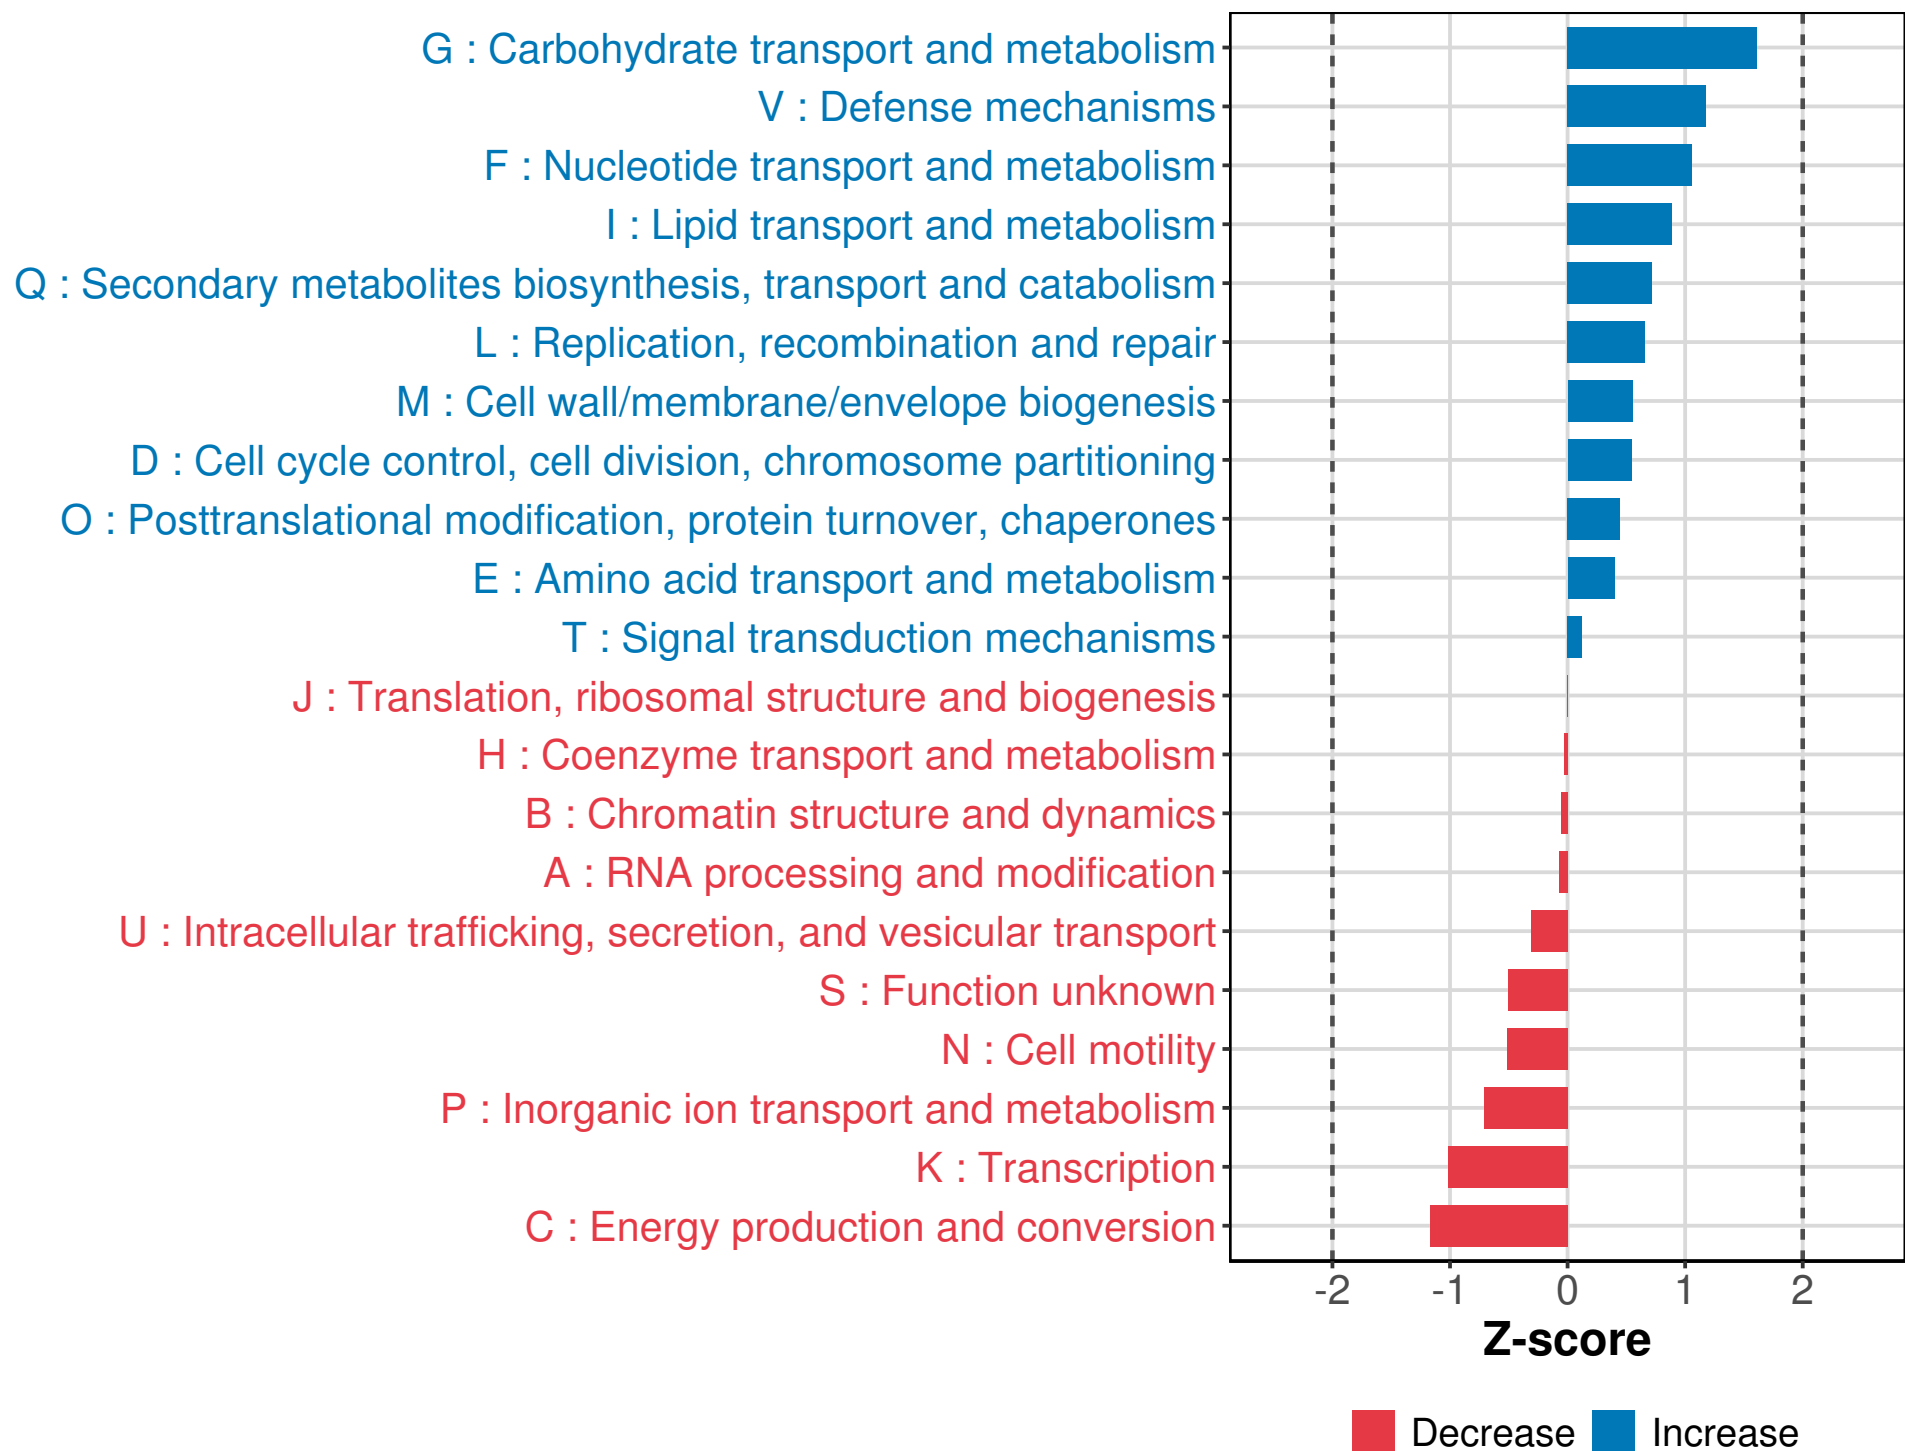 G : Carbohydrate transport and metabolism
V : Defense mechanisms
F : Nucleotide transport and metabolism
I : Lipid transport and metabolism
Q : Secondary metabolites biosynthesis, transport and catabolism
L : Replication, recombination and repair
M : Cell wall/membrane/envelope biogenesis
D : Cell cycle control, cell division, chromosome partitioning
O : Posttranslational modification, protein turnover, chaperones
E : Amino acid transport and metabolism
T : Signal transduction mechanisms
J : Translation, ribosomal structure and biogenesis
H : Coenzyme transport and metabolism
B : Chromatin structure and dynamics
A : RNA processing and modification
U : Intracellular trafficking, secretion, and vesicular transport
S : Function unknown
N : Cell motility
P : Inorganic ion transport and metabolism
K : Transcription
C : Energy production and conversion
-2 -1 0 1 2
Z-score
Decrease Increase